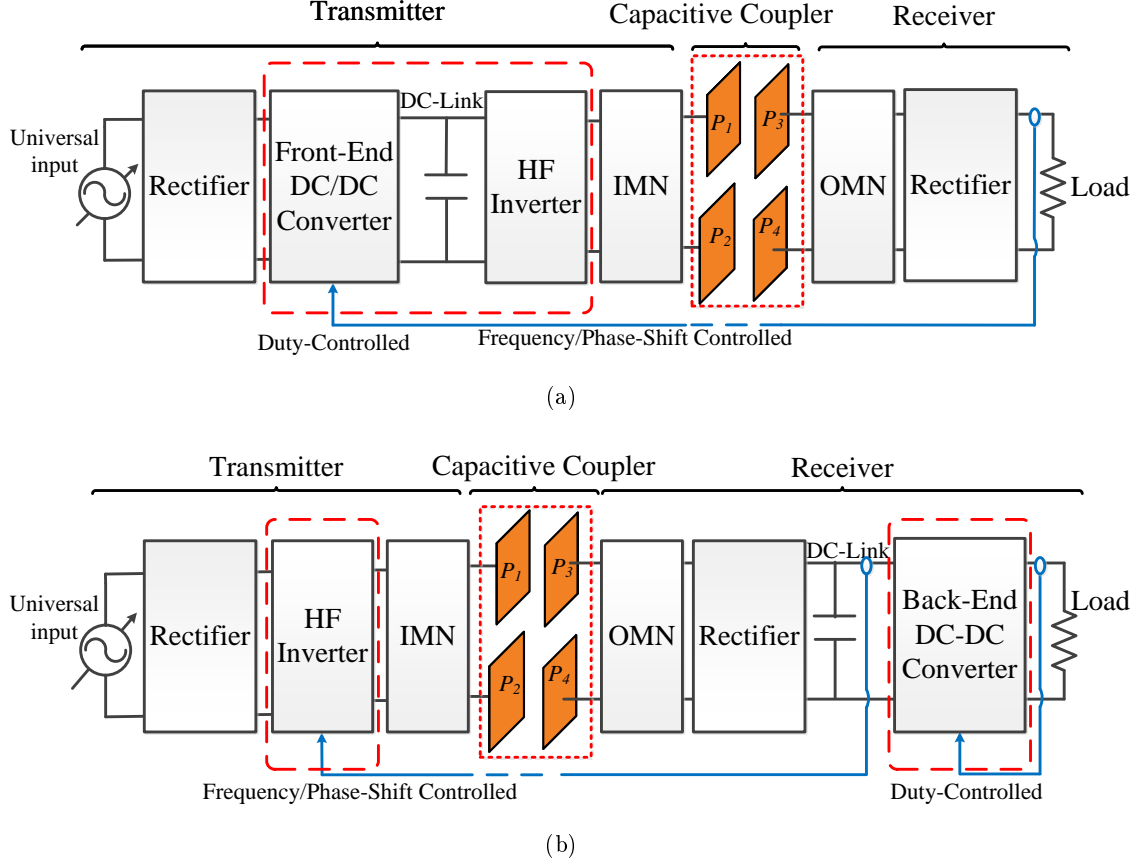 Transmitter
Capacitive Coupler
Receiver
Universal
input
Rectifier
Front-End
DC/DC
Converter
DC-Link
HF
Inverter
IMN
P1
P3
P2
P4
OMN
Rectifier
Load
Duty-Controlled
Frequency/Phase-Shift Controlled
(a)
Transmitter
Capacitive Coupler
Receiver
Universal
input
Rectifier
HF
Inverter
IMN
P1
P3
P2
P4
OMN
Rectifier
DC-Link
Back-End
DC-DC
Converter
Load
Frequency/Phase-Shift Controlled
Duty-Controlled
(b)